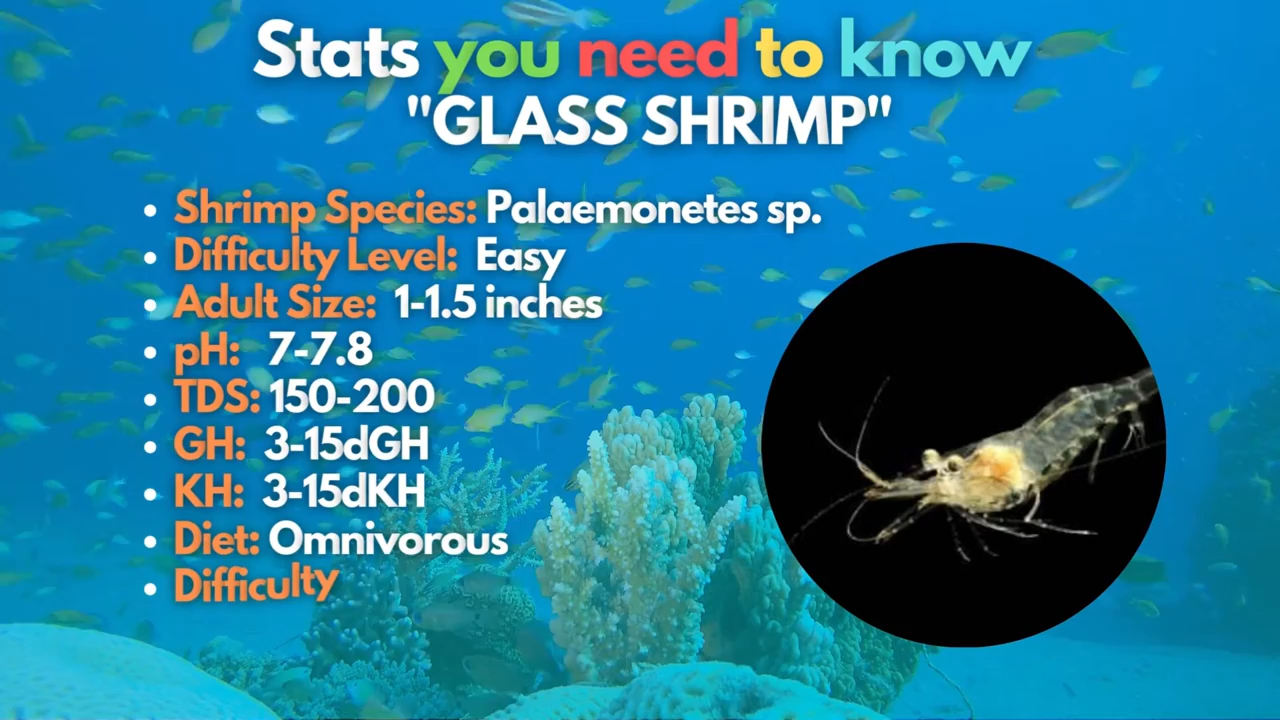 Stats you need to know
"GLASS SHRIMP"
• Shrimp Species: Palaemonetes sp.
• Difficulty Level: Easy
• Adult Size: 1-1.5 inches
• pH: 7-7.8
• TDS: 150-200
• GH: 3-15dGH
• KH: 3-15dKH
• Diet: Omnivorous
• Difficulty